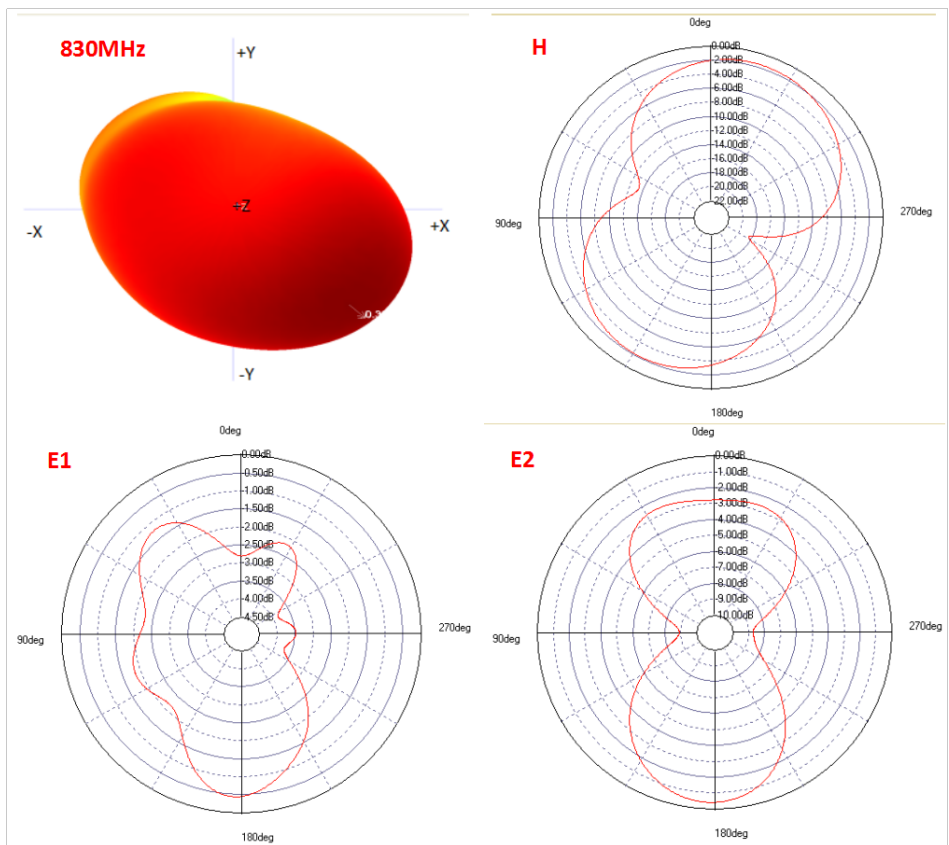 830MHz
+Y
+Z
-X
+X
0.3
-Y
H
0deg
0.00dB
2.00dB
4.00dB
6.00dB
8.00dB
10.00dB
12.00dB
14.00dB
16.00dB
18.00dB
20.00dB
22.00dB
90deg
270deg
180deg
E1
0deg
0.00dB
0.50dB
1.00dB
1.50dB
2.00dB
2.50dB
3.00dB
3.50dB
4.00dB
4.50dB
90deg
270deg
180deg
E2
0deg
0.00dB
1.00dB
2.00dB
3.00dB
4.00dB
5.00dB
6.00dB
7.00dB
8.00dB
9.00dB
10.00dB
90deg
270deg
180deg